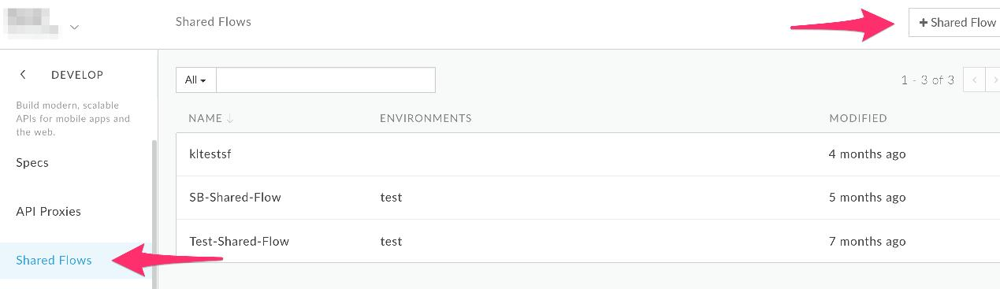 Shared Flows
+ Shared Flow
DEVELOP
Build modern, scalable
APIs for mobile apps and
the web.
Specs
API Proxies
Shared Flows
All
1 - 3 of 3
NAME ↓ ENVIRONMENTS MODIFIED
kltestsf 4 months ago
SB-Shared-Flow test 5 months ago
Test-Shared-Flow test 7 months ago